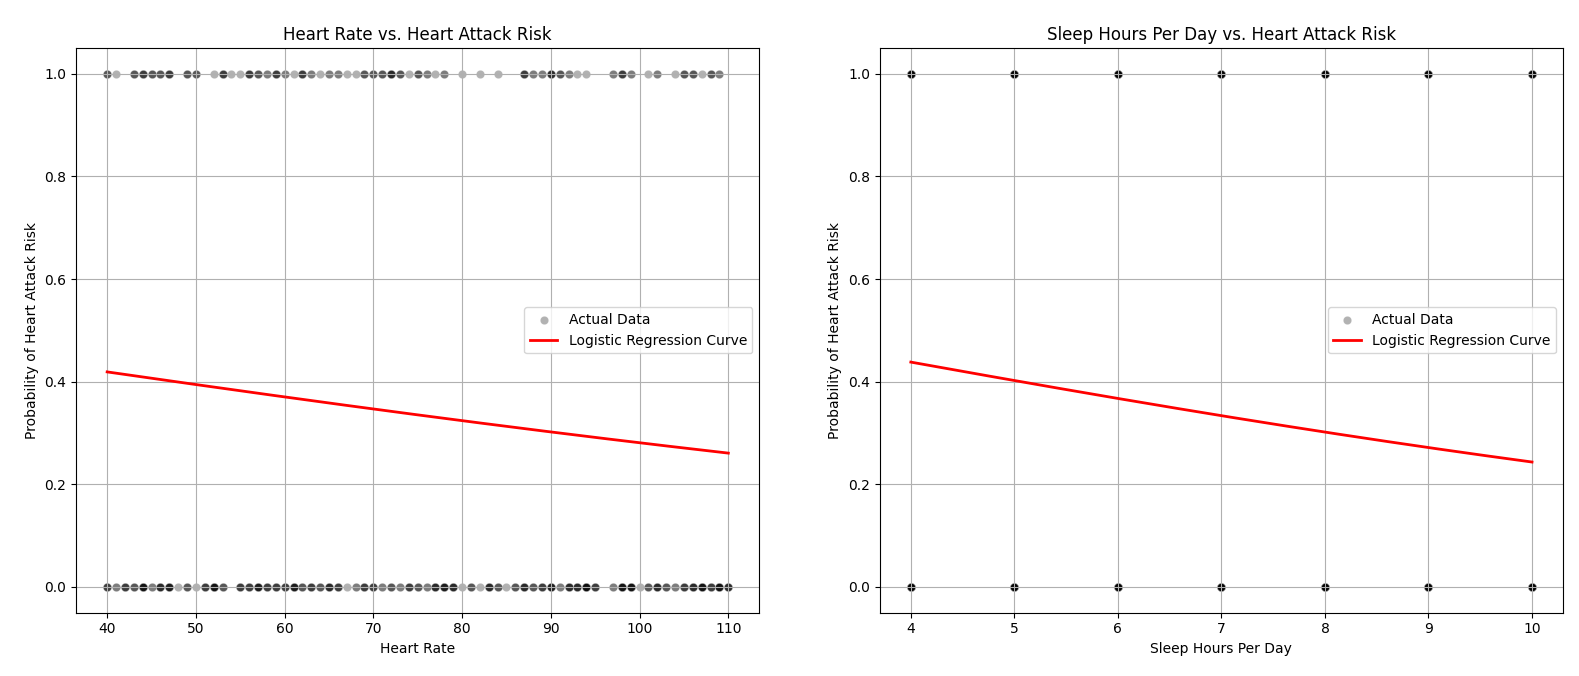 Heart Rate vs. Heart Attack Risk
Probability of Heart Attack Risk
1.0
0.8
0.6
0.4
0.2
0.0
Actual Data
Logistic Regression Curve
40 50 60 70 80 90 100 110
Heart Rate
Sleep Hours Per Day vs. Heart Attack Risk
Probability of Heart Attack Risk
1.0
0.8
0.6
0.4
0.2
0.0
Actual Data
Logistic Regression Curve
4 5 6 7 8 9 10
Sleep Hours Per Day